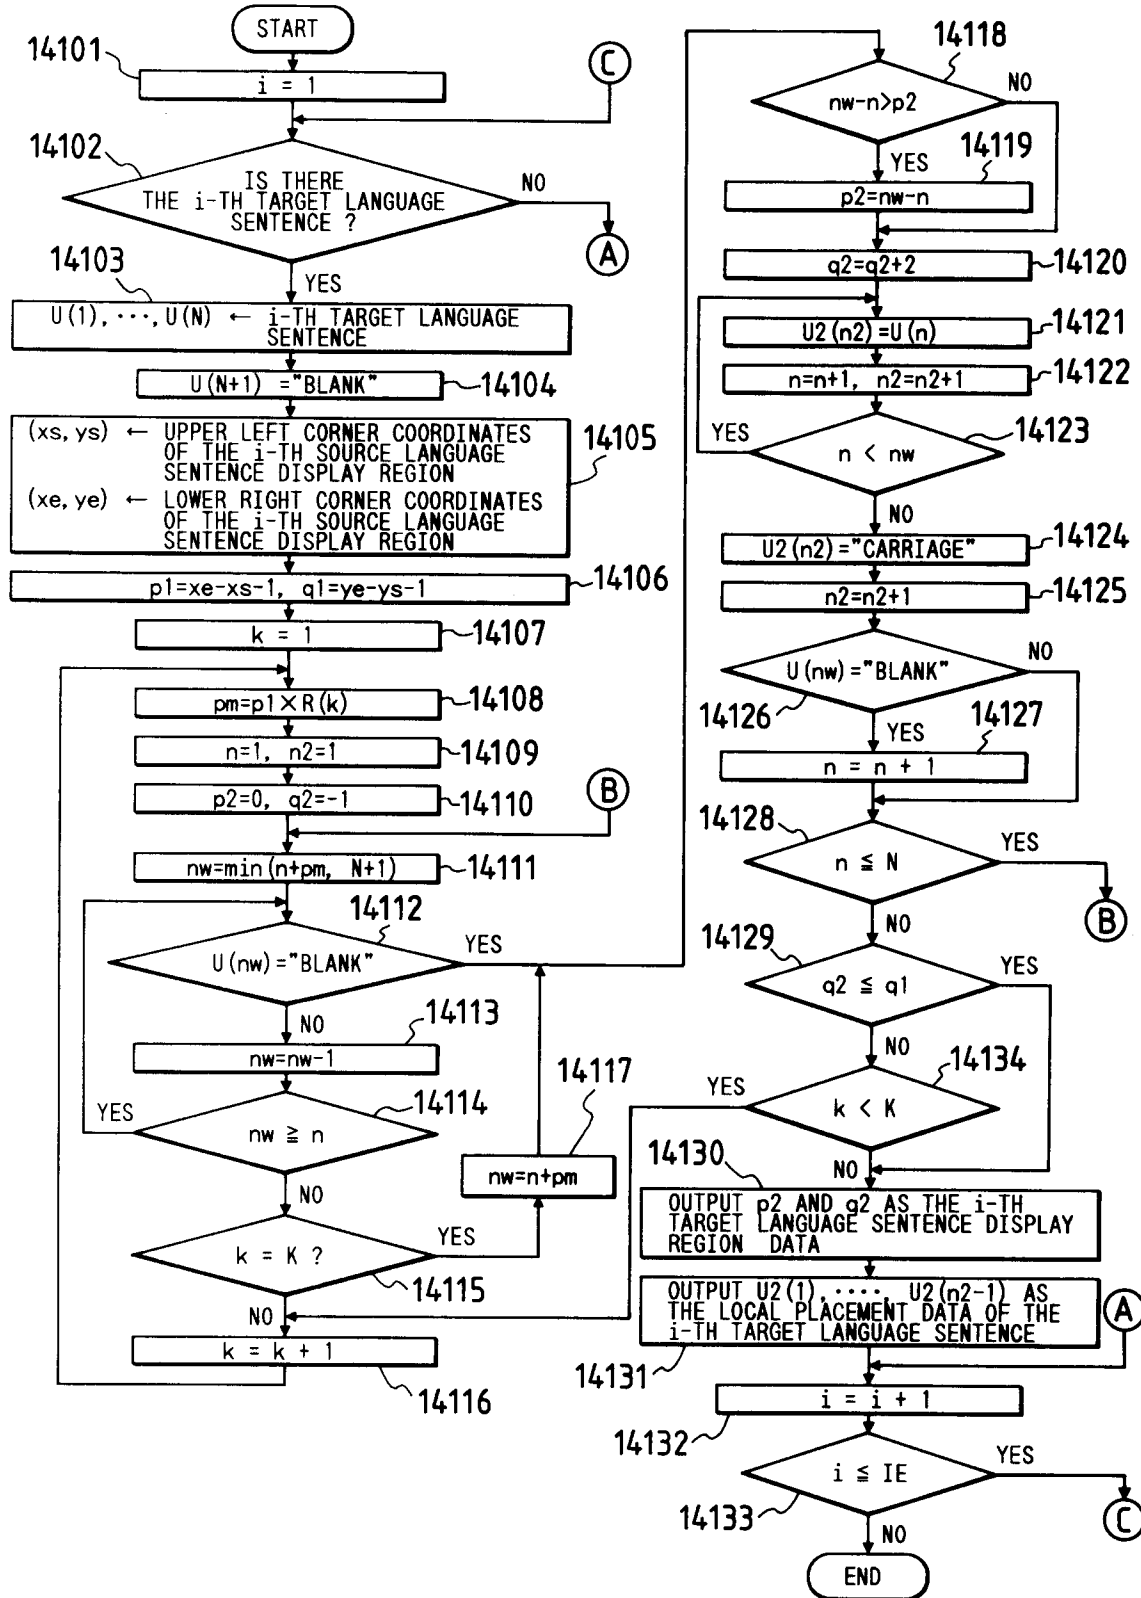 START
14101
i = 1
C
14102
IS THERE
THE i-TH TARGET LANGUAGE
SENTENCE ?
NO
A
YES
14103
U(1), ···, U(N) ← i-TH TARGET LANGUAGE
SENTENCE
U(N+1) ="BLANK"
14104
(xs, ys) ← UPPER LEFT CORNER COORDINATES
OF THE i-TH SOURCE LANGUAGE
SENTENCE DISPLAY REGION
(xe, ye) ← LOWER RIGHT CORNER COORDINATES
OF THE i-TH SOURCE LANGUAGE
SENTENCE DISPLAY REGION
14105
p1=xe-xs-1, q1=ye-ys-1
14106
k = 1
14107
pm=p1×R(k)
14108
n=1, n2=1
14109
p2=0, q2=-1
14110
B
nw=min(n+pm, N+1)
14111
14112
U(nw)="BLANK"
YES
NO
14113
nw=nw-1
14114
YES
nw ≧ n
NO
14117
nw=n+pm
k = K ?
YES
14115
NO
k = k + 1
14116
14118
nw-n>p2
NO
YES
14119
p2=nw-n
q2=q2+2
14120
U2(n2)=U(n)
14121
n=n+1, n2=n2+1
14122
YES
n < nw
14123
NO
U2(n2)="CARRIAGE"
14124
n2=n2+1
14125
U(nw)="BLANK"
NO
14126
YES
14127
n = n + 1
14128
n ≦ N
YES
B
NO
14129
q2 ≦ q1
YES
NO
14134
YES
k < K
NO
14130
OUTPUT p2 AND q2 AS THE i-TH
TARGET LANGUAGE SENTENCE DISPLAY
REGION DATA
OUTPUT U2(1), ····, U2(n2-1) AS
THE LOCAL PLACEMENT DATA OF THE
i-TH TARGET LANGUAGE SENTENCE
A
14131
i = i + 1
14132
i ≦ IE
YES
14133
C
NO
END